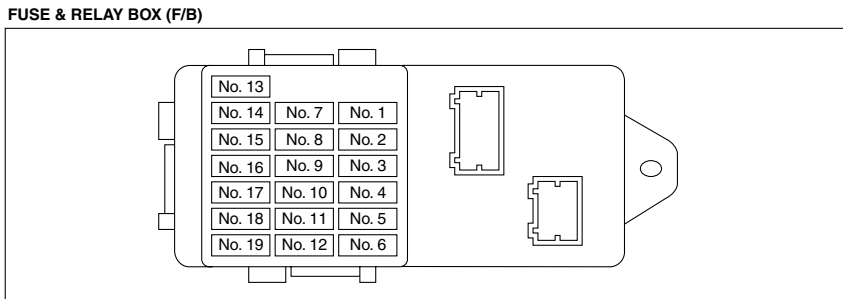 FUSE & RELAY BOX (F/B)
No. 13
No. 14 No. 7 No. 1
No. 15 No. 8 No. 2
No. 16 No. 9 No. 3
No. 17 No. 10 No. 4
No. 18 No. 11 No. 5
No. 19 No. 12 No. 6